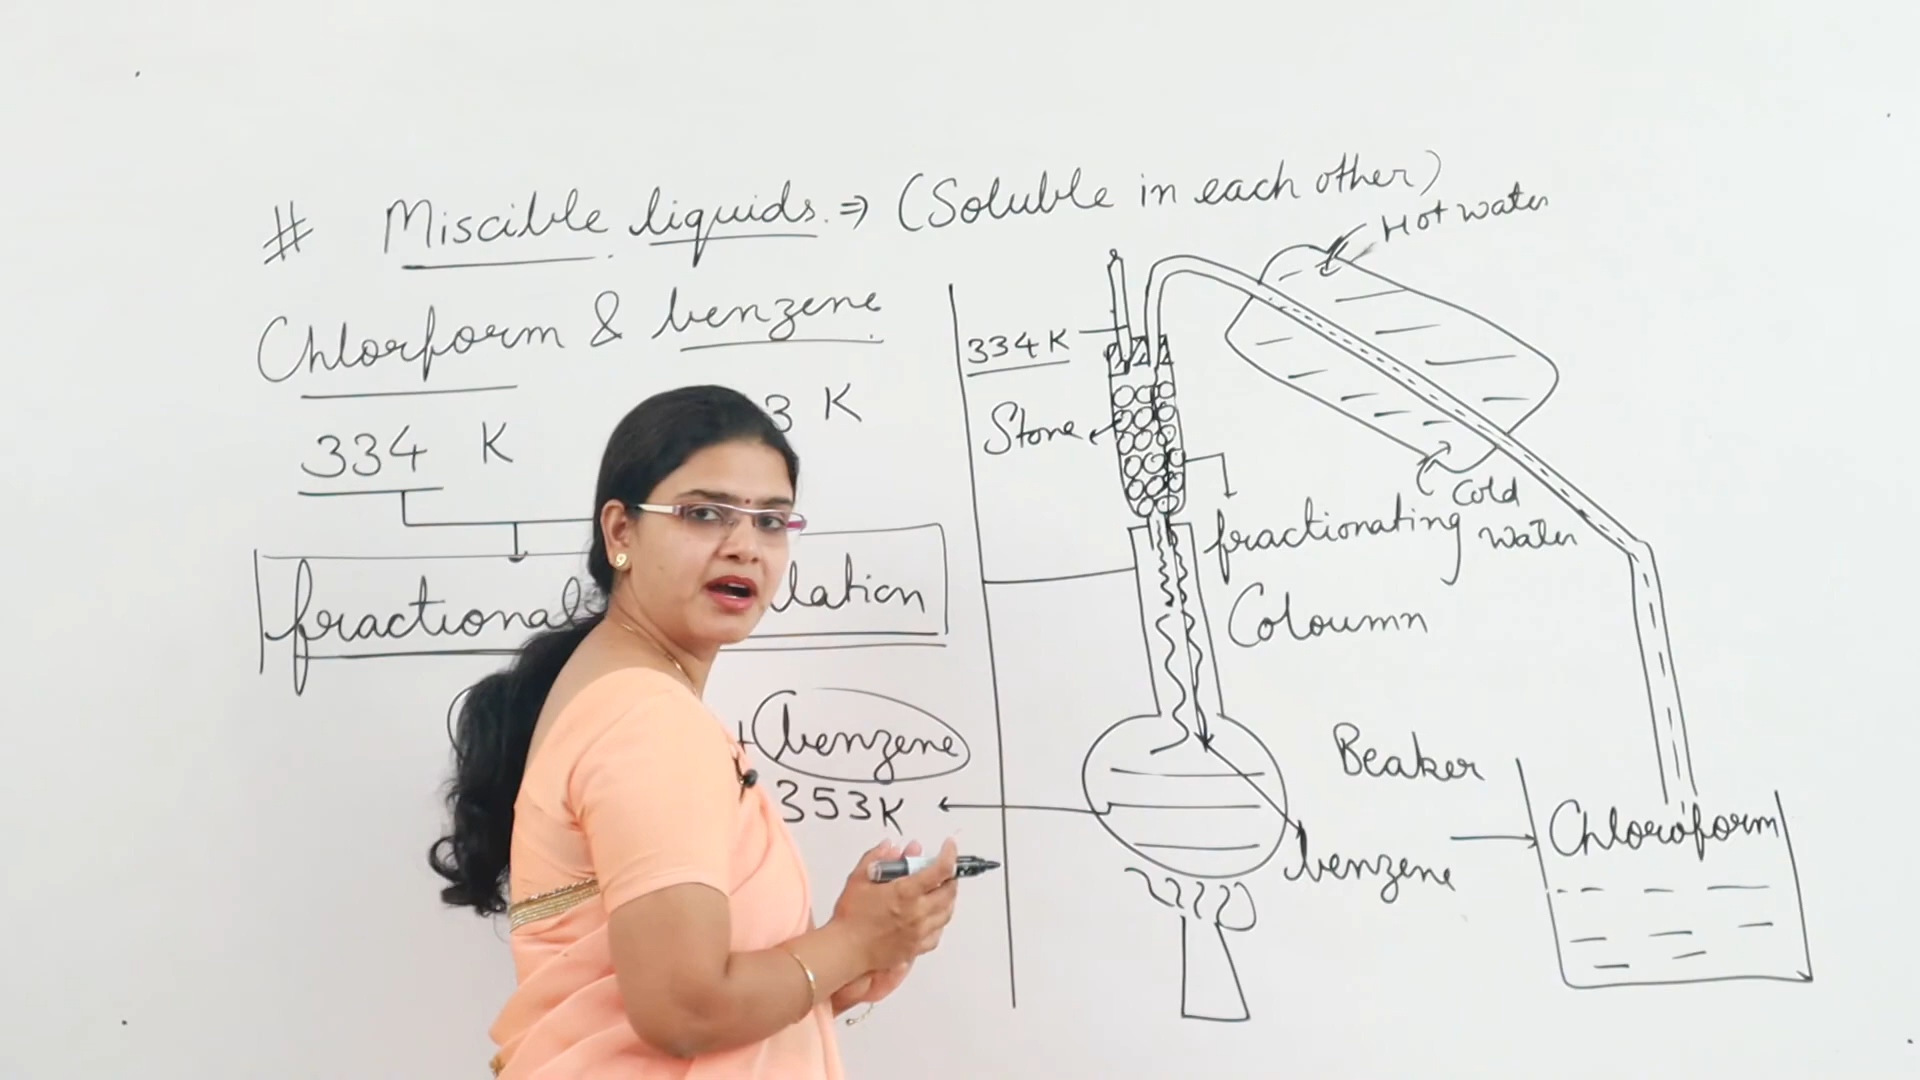 # Miscible liquids. ⇒ (Soluble in each other)
Chlorform & benzene
334 K 3 K
fractional lation
+ benzene
353K
Hot water
334K
Stone
Cold
water
fractionating
Coloumn
Beaker
Chloroform
benzene